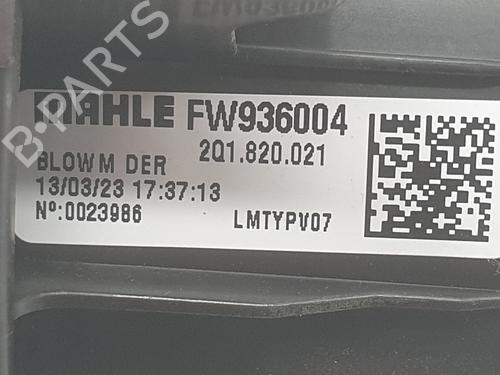 MAHLE FW936004
2Q1.820.021
BLOWM DER
13/03/23 17:37:13
Nº:0023986 LMTYPV07
B-PARTS